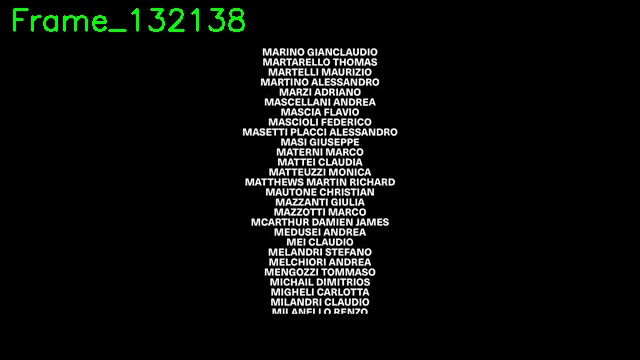 Frame_132138
MARINO GIANCLAUDIO
MARTARELLO THOMAS
MARTELLI MAURIZIO
MARTINO ALESSANDRO
MARZI ADRIANO
MASCELLANI ANDREA
MASCIA FLAVIO
MASCIOLI FEDERICO
MASETTI PLACCI ALESSANDRO
MASI GIUSEPPE
MATERNI MARCO
MATTEI CLAUDIA
MATTEUZZI MONICA
MATTHEWS MARTIN RICHARD
MAUTONE CHRISTIAN
MAZZANTI GIULIA
MAZZOTTI MARCO
MCARTHUR DAMIEN JAMES
MEDUSEI ANDREA
MEI CLAUDIO
MELANDRI STEFANO
MELCHIORI ANDREA
MENGOZZI TOMMASO
MICHAIL DIMITRIOS
MIGHELI CARLOTTA
MILANDRI CLAUDIO
MILANELLO RENZO